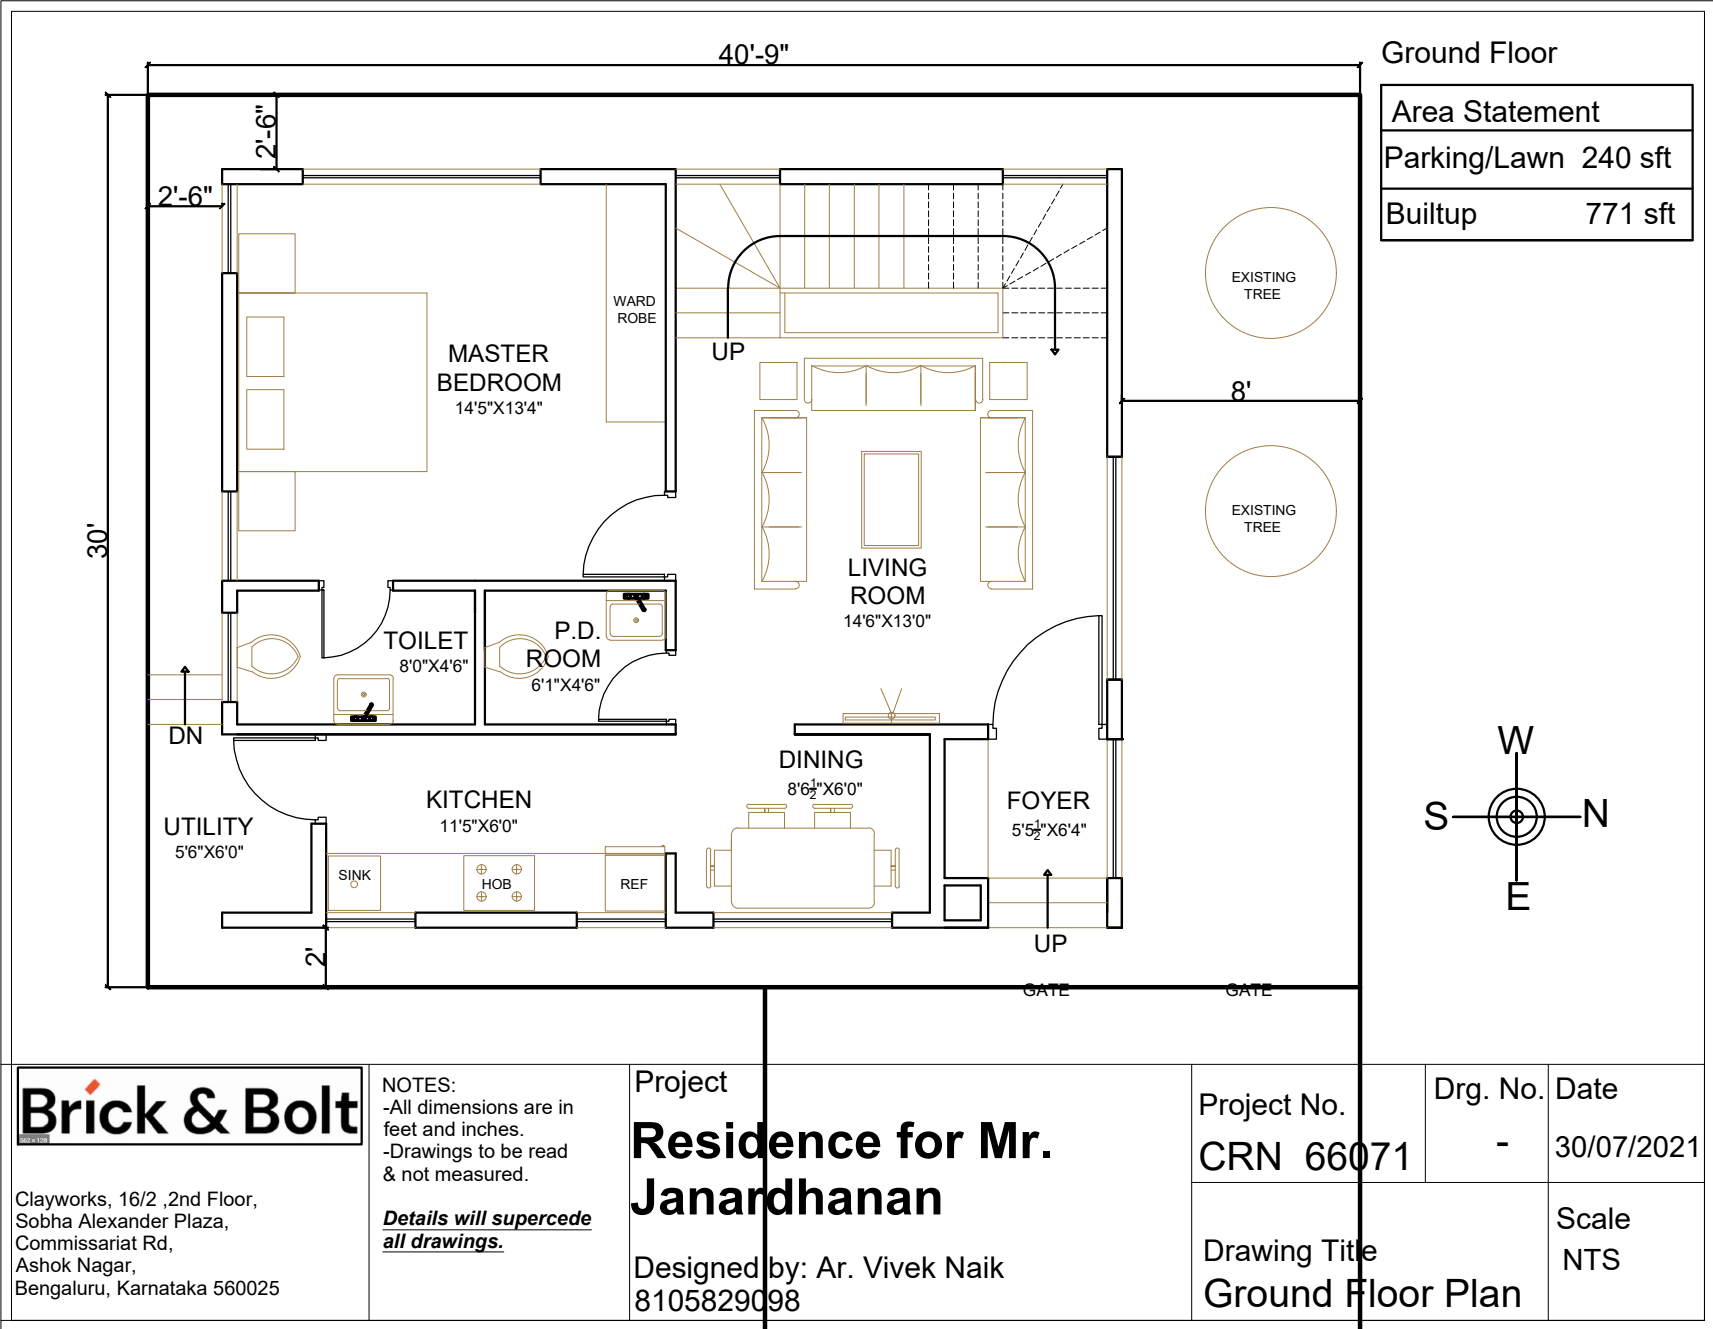 40'-9"
Ground Floor
Area Statement
Parking/Lawn 240 sft
Builtup 771 sft
2'-6"
2'-6"
30'
WARD
ROBE
MASTER
BEDROOM
14'5"X13'4"
UP
EXISTING
TREE
8'
EXISTING
TREE
LIVING
ROOM
14'6"X13'0"
TOILET
8'0"X4'6"
P.D.
ROOM
6'1"X4'6"
DN
DINING
8'6½"X6'0"
KITCHEN
11'5"X6'0"
UTILITY
5'6"X6'0"
FOYER
5'5½"X6'4"
SINK
HOB
REF
2'
UP
GATE
GATE
W
S
N
E
Brick & Bolt
Clayworks, 16/2 ,2nd Floor,
Sobha Alexander Plaza,
Commissariat Rd,
Ashok Nagar,
Bengaluru, Karnataka 560025
NOTES:
-All dimensions are in
feet and inches.
-Drawings to be read
& not measured.
Details will supercede
all drawings.
Project
Residence for Mr.
Janardhanan
Designed by: Ar. Vivek Naik
8105829098
Project No.
CRN 66071
Drg. No.
-
Date
30/07/2021
Drawing Title
Ground Floor Plan
Scale
NTS